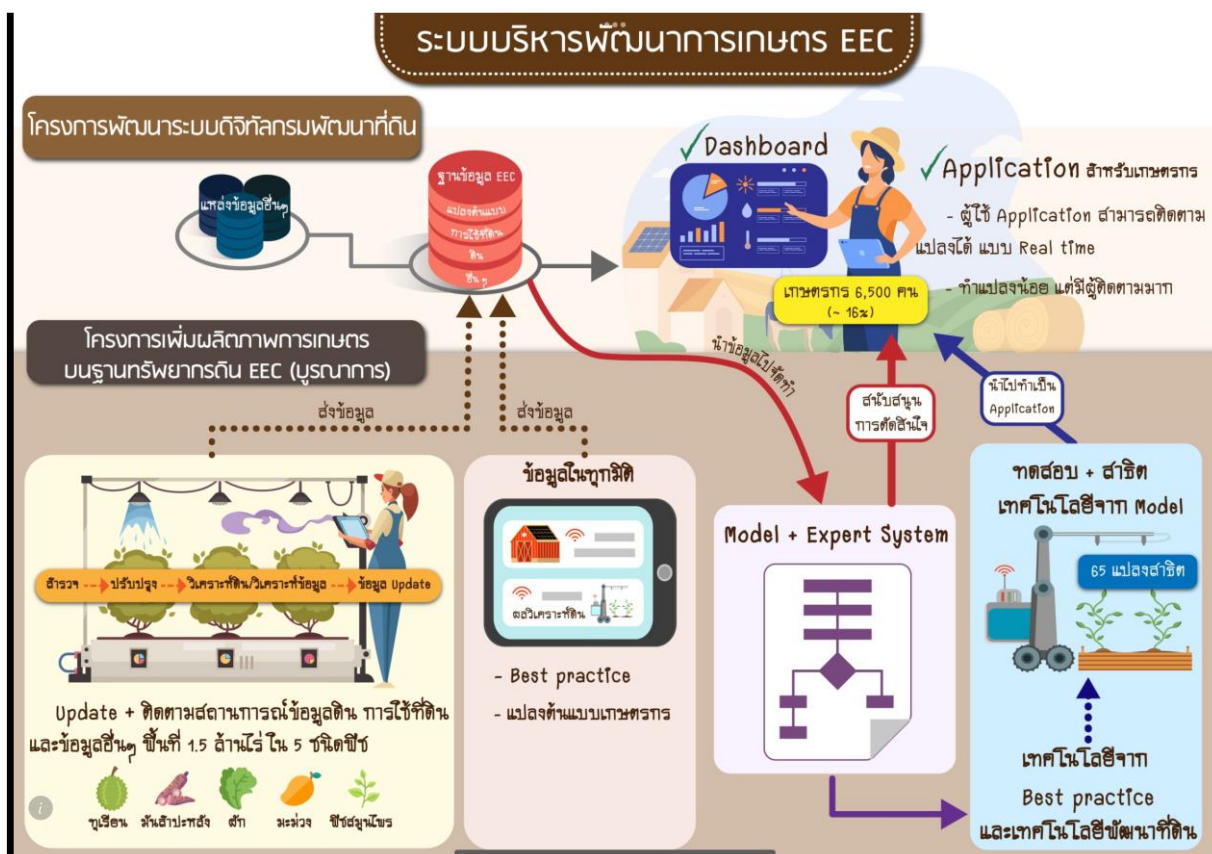 ระบบบริหารพัฒนาการเกษตร EEC
โครงการพัฒนาระบบดิจิทัลกรมพัฒนาที่ดิน
แหล่งข้อมูลอื่นๆ
ฐานข้อมูล EEC
แปลงต้นแบบ
การใช้ที่ดิน
ดิน
อื่น ๆ
Dashboard
Application สำหรับเกษตรกร
- ผู้ใช้ Application สามารถติดตาม
แปลงได้ แบบ Real time
- ทำแปลงน้อย แต่มีผู้ติดตามมาก
เกษตรกร 6,500 คน
(~ 16%)
โครงการเพิ่มผลิตภาพการเกษตร
บนฐานทรัพยากรดิน EEC (บูรณาการ)
ส่งข้อมูล
ส่งข้อมูล
นำข้อมูลไปจัดทำ
สนับสนุน
การตัดสินใจ
นำไปทำเป็น
Application
สำรวจ
ปรับปรุง
วิเคราะห์ดิน/วิเคราะห์ข้อมูล
ข้อมูล Update
Update + ติดตามสถานการณ์ข้อมูลดิน การใช้ที่ดิน
และข้อมูลอื่นๆ พื้นที่ 1.5 ล้านไร่ ใน 5 ชนิดพืช
ทุเรียน
มันสำปะหลัง
ผัก
มะม่วง
พืชสมุนไพร
ข้อมูลในทุกมิติ
ผลวิเคราะห์ดิน
- Best practice
- แปลงต้นแบบเกษตรกร
Model + Expert System
ทดสอบ + สาธิต
เทคโนโลยีจาก Model
65 แปลงสาธิต
เทคโนโลยีจาก
Best practice
และเทคโนโลยีพัฒนาที่ดิน
i